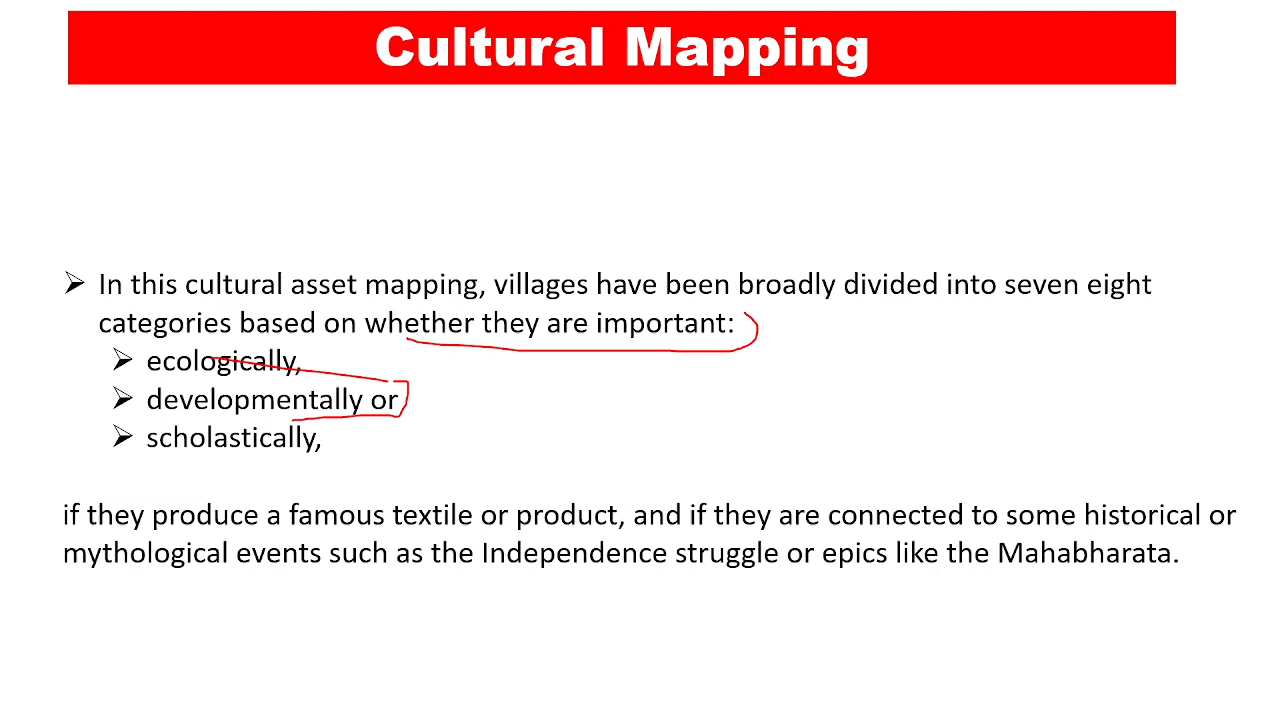 Cultural Mapping
In this cultural asset mapping, villages have been broadly divided into seven eight
categories based on whether they are important:
ecologically,
developmentally or
scholastically,
if they produce a famous textile or product, and if they are connected to some historical or
mythological events such as the Independence struggle or epics like the Mahabharata.